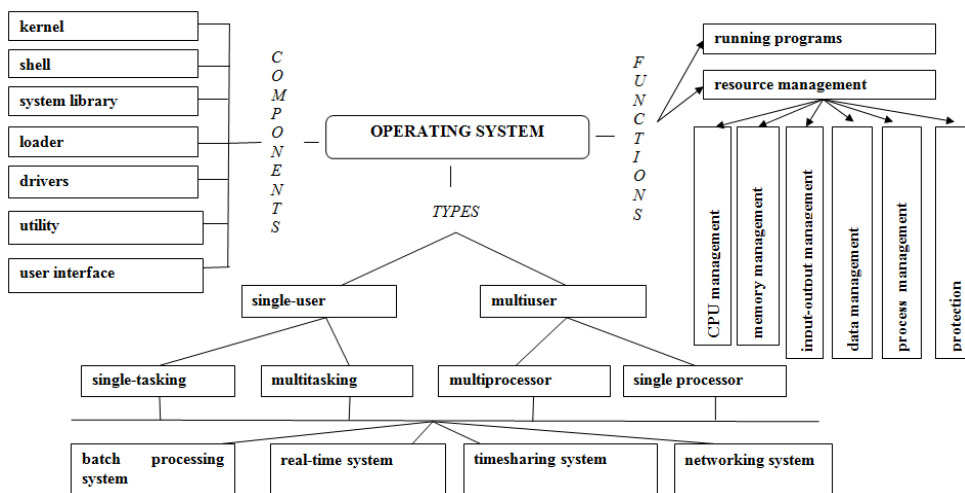 kernel
shell
system library
loader
drivers
utility
user interface
COMPONENTS
OPERATING SYSTEM
FUNCTIONS
running programs
resource management
CPU management
memory management
input-output management
data management
process management
protection
TYPES
single-user
multiuser
single-tasking
multitasking
multiprocessor
single processor
batch processing
system
real-time system
timesharing system
networking system